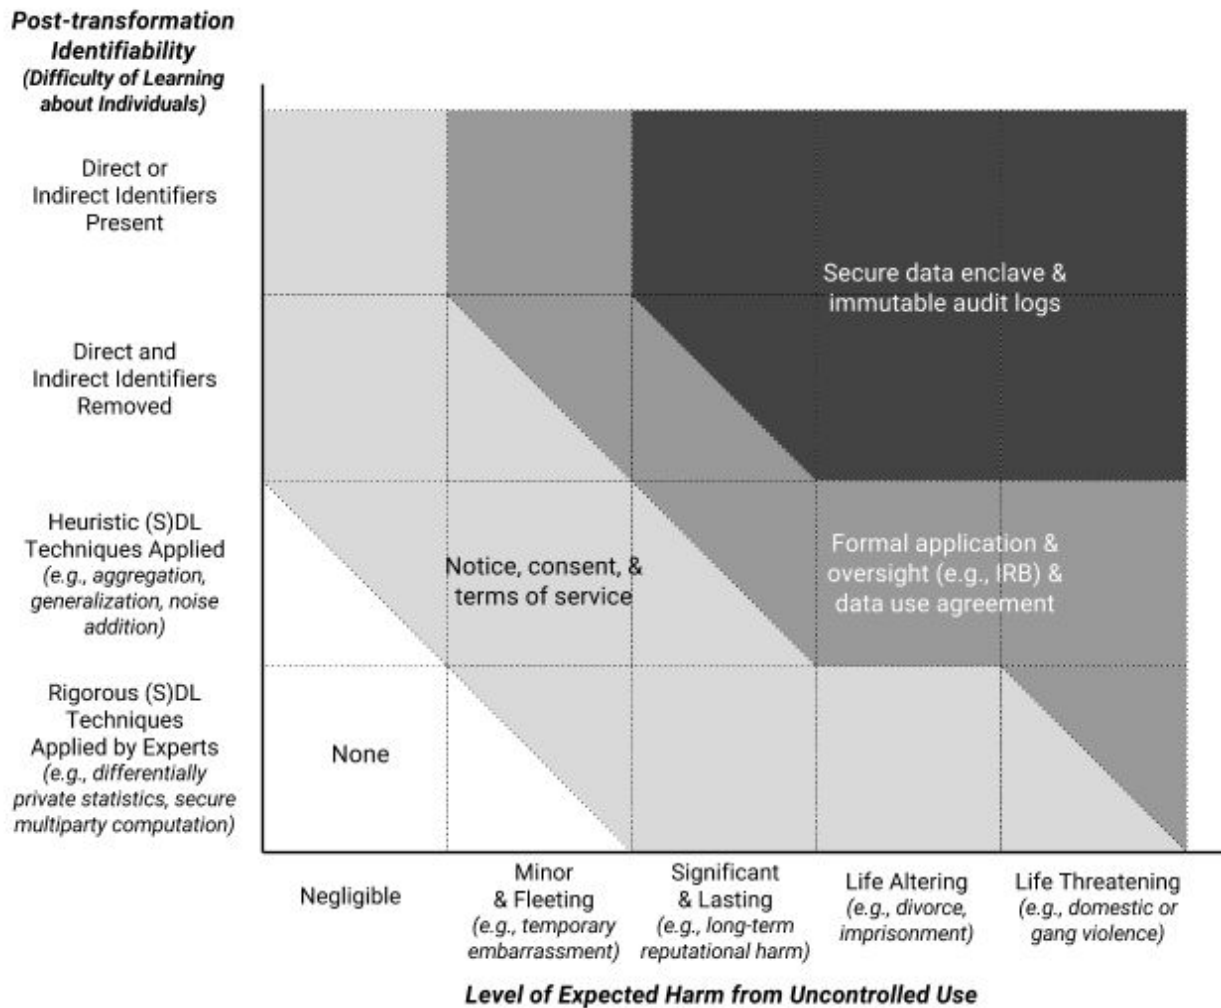 Post-transformation
Identifiability
(Difficulty of Learning
about Individuals)
Direct or
Indirect Identifiers
Present
Secure data enclave &
immutable audit logs
Direct and
Indirect Identifiers
Removed
Heuristic (S)DL
Techniques Applied
(e.g., aggregation,
generalization, noise
addition)
Notice, consent, &
terms of service
Formal application &
oversight (e.g., IRB) &
data use agreement
Rigorous (S)DL
Techniques
Applied by Experts
(e.g., differentially
private statistics, secure
multiparty computation)
None
Negligible
Minor
& Fleeting
(e.g., temporary
embarrassment)
Significant
& Lasting
(e.g., long-term
reputational harm)
Life Altering
(e.g., divorce,
imprisonment)
Life Threatening
(e.g., domestic or
gang violence)
Level of Expected Harm from Uncontrolled Use